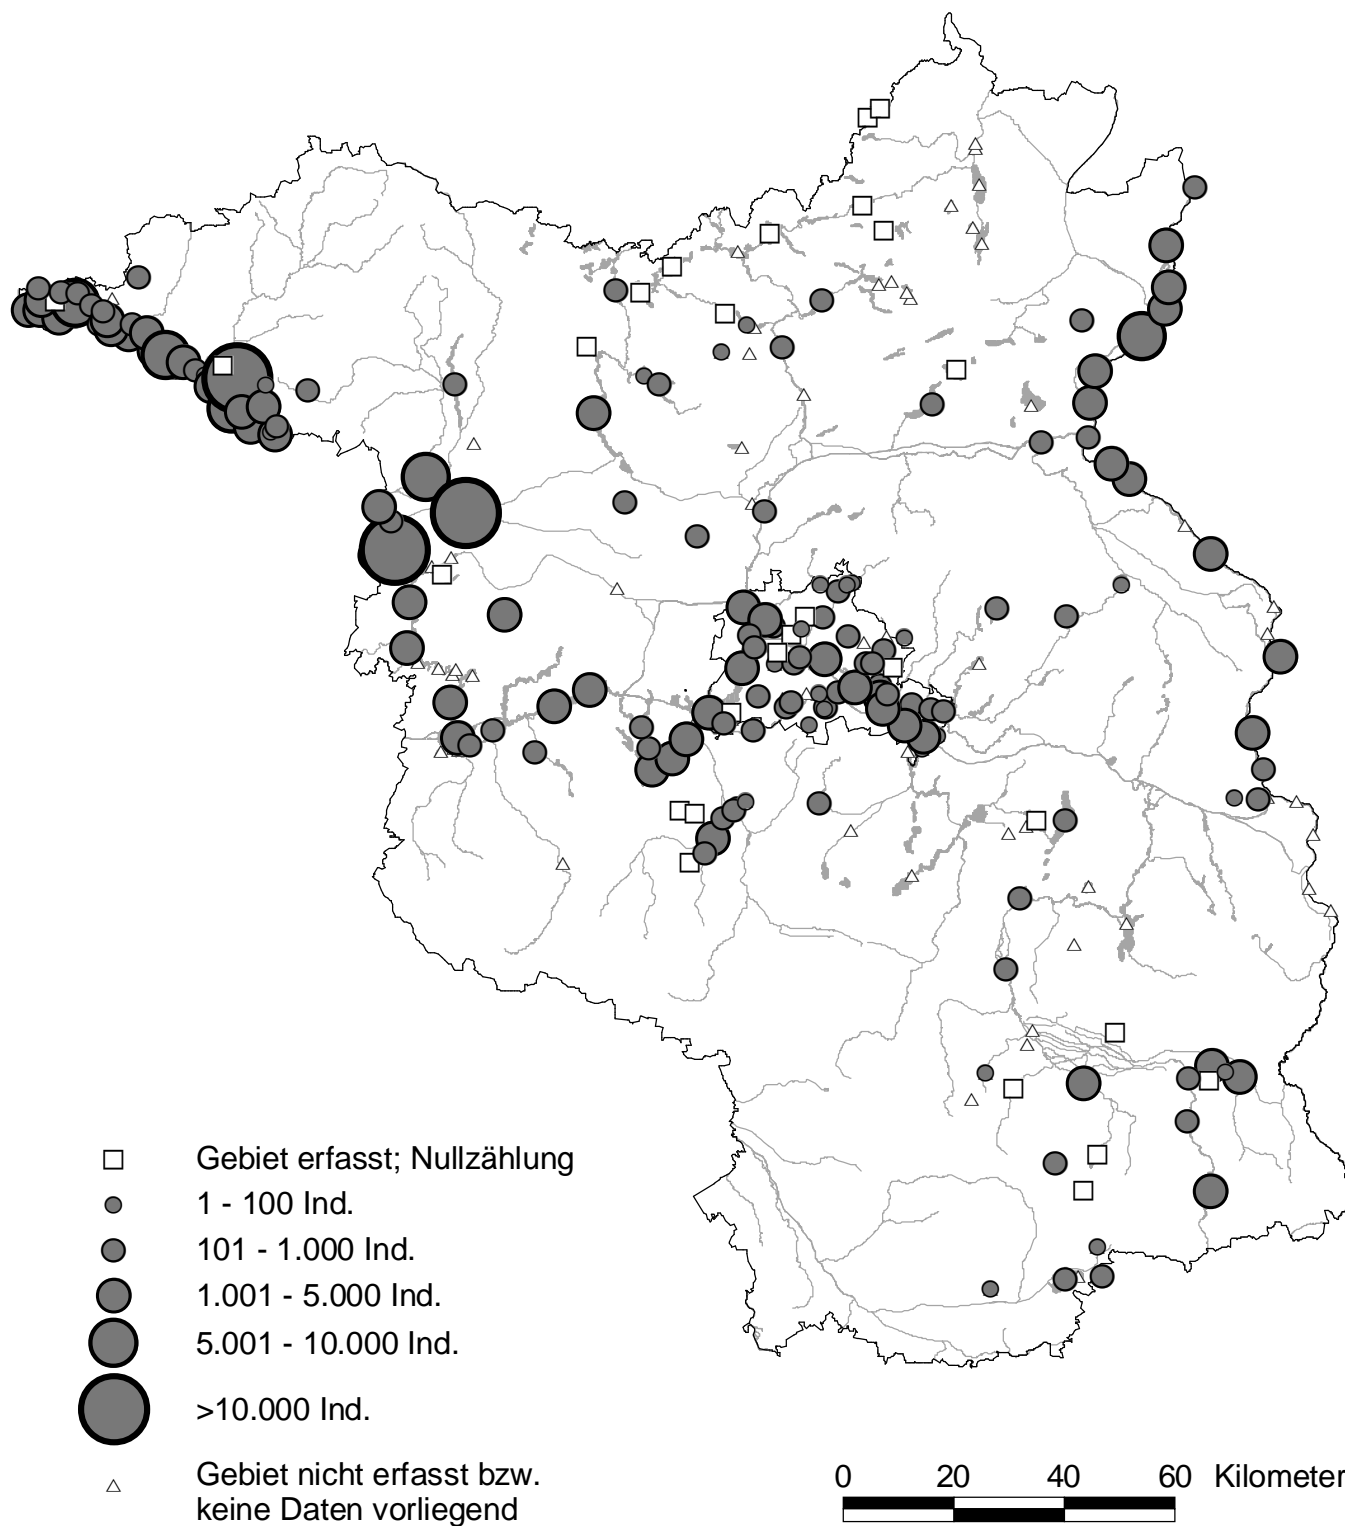 Gebiet erfasst; Nullzählung
1 - 100 Ind.
101 - 1.000 Ind.
1.001 - 5.000 Ind.
5.001 - 10.000 Ind.
>10.000 Ind.
Gebiet nicht erfasst bzw.
keine Daten vorliegend
0 20 40 60 Kilometer